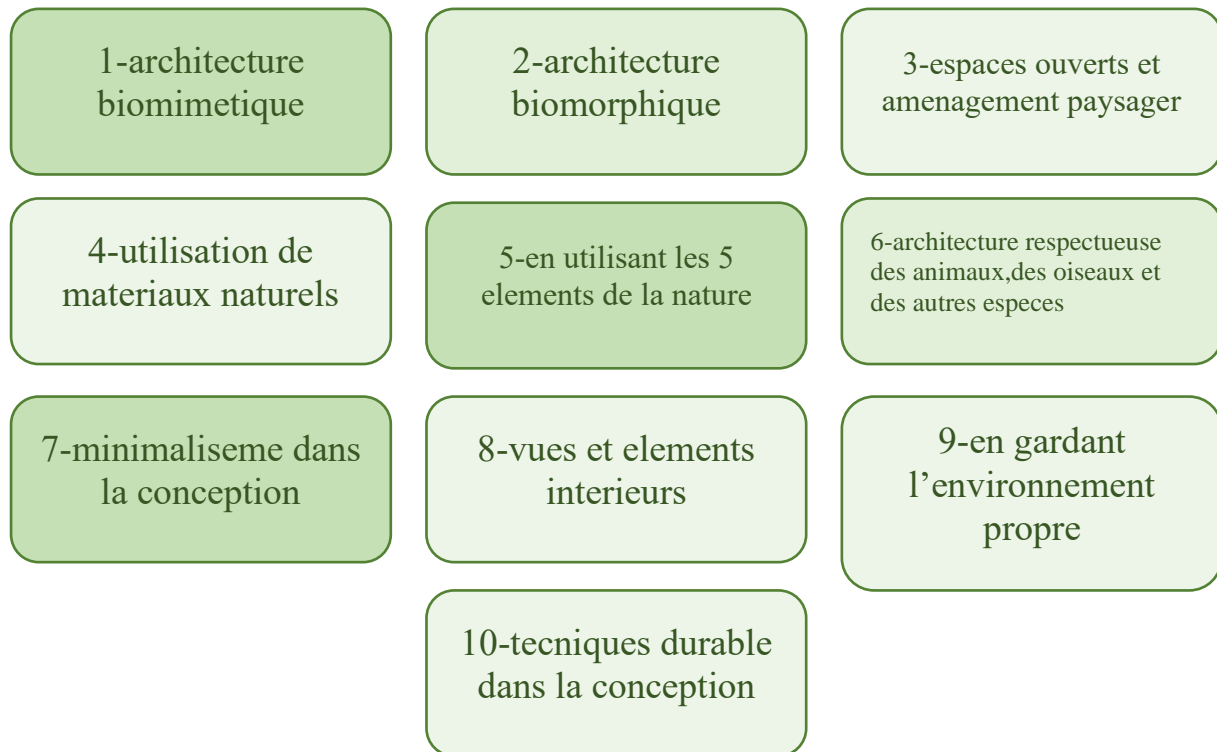 1-architecture
biomimetique
2-architecture
biomorphique
3-espaces ouverts et
amenagement paysager
4-utilisation de
materiaux naturels
5-en utilisant les 5
elements de la nature
6-architecture respectueuse
des animaux,des oiseaux et
des autres especes
7-minimaliseme dans
la conception
8-vues et elements
interieurs
9-en gardant
l’environnement
propre
10-tecniques durable
dans la conception